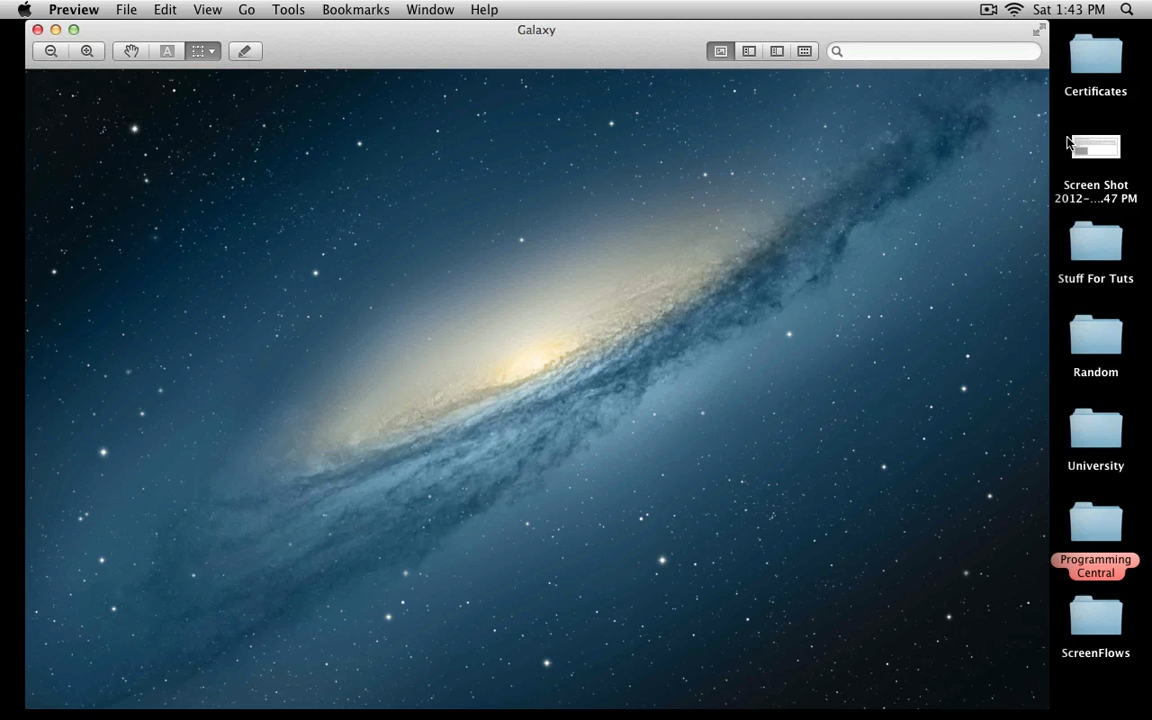 Preview File Edit View Go Tools Bookmarks Window Help Sat 1:43 PM
Galaxy
A
Certificates
Screen Shot
2012-....47 PM
Stuff For Tuts
Random
University
Programming
Central
ScreenFlows